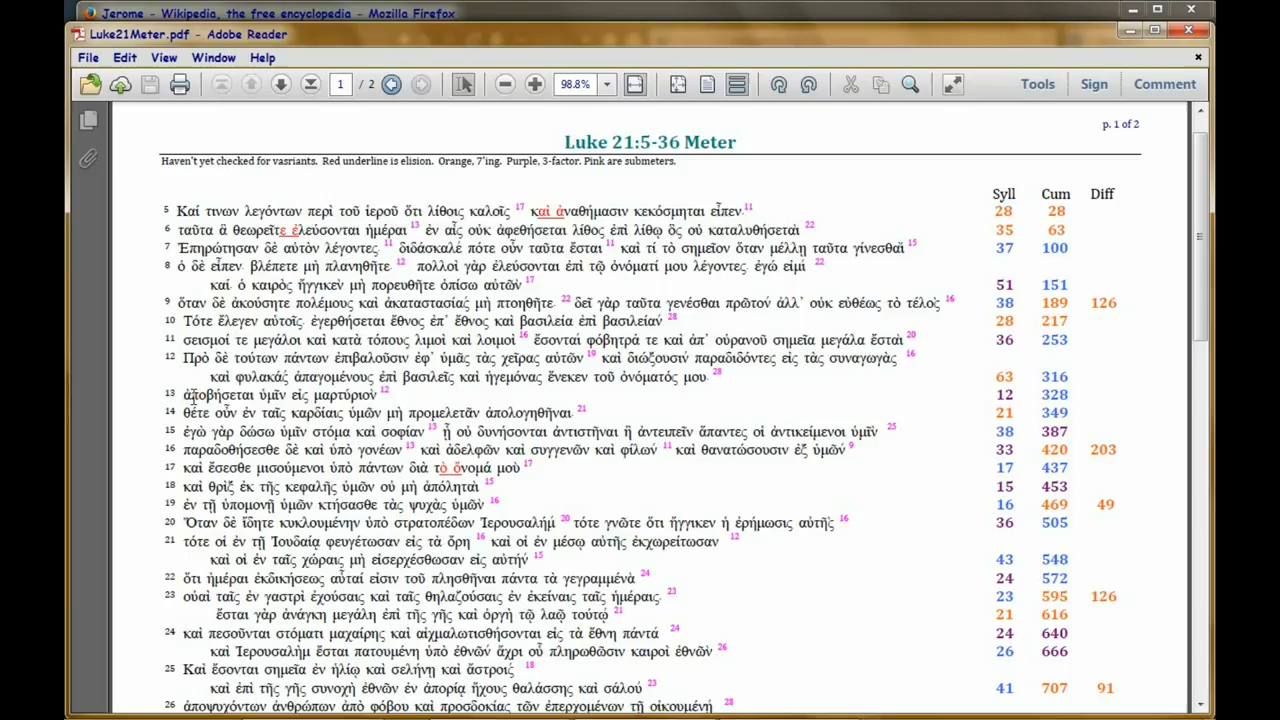 Jerome - Wikipedia, the free encyclopedia - Mozilla Firefox
Luke21Meter.pdf - Adobe Reader
File Edit View Window Help
1 / 2 98.8% Tools Sign Comment
p. 1 of 2
Luke 21:5-36 Meter
Haven't yet checked for vasriants. Red underline is elision. Orange, 7'ing. Purple, 3-factor. Pink are submeters.
Syll Cum Diff
5 Καί τινων λεγόντων περὶ τοῦ ἱεροῦ ὅτι λίθοις καλοῖς 17 καὶ ἀναθήμασιν κεκόσμηται εἶπεν· 11 28 28
6 ταῦτα ἃ θεωρεῖτε ἐλεύσονται ἡμέραι 13 ἐν αἷς οὐκ ἀφεθήσεται λίθος ἐπὶ λίθῳ ὃς οὐ καταλυθήσεται 22 35 63
7 Ἐπηρώτησαν δὲ αὐτὸν λέγοντες· 11 διδάσκαλε πότε οὖν ταῦτα ἔσται 11 καὶ τί τὸ σημεῖον ὅταν μέλλῃ ταῦτα γίνεσθαι 15 37 100
8 ὁ δὲ εἶπεν· βλέπετε μὴ πλανηθῆτε· 12 πολλοὶ γὰρ ἐλεύσονται ἐπὶ τῷ ὀνόματί μου λέγοντες· ἐγώ εἰμι 22
καί· ὁ καιρὸς ἤγγικεν μὴ πορευθῆτε ὀπίσω αὐτῶν 17 51 151
9 ὅταν δὲ ἀκούσητε πολέμους καὶ ἀκαταστασίας μὴ πτοηθῆτε· 22 δεῖ γὰρ ταῦτα γενέσθαι πρῶτον ἀλλ' οὐκ εὐθέως τὸ τέλος 16 38 189 126
10 Τότε ἔλεγεν αὐτοῖς· ἐγερθήσεται ἔθνος ἐπ' ἔθνος καὶ βασιλεία ἐπὶ βασιλείαν 28 28 217
11 σεισμοί τε μεγάλοι καὶ κατὰ τόπους λιμοὶ καὶ λοιμοὶ 16 ἔσονται φόβητρά τε καὶ ἀπ' οὐρανοῦ σημεῖα μεγάλα ἔσται 20 36 253
12 Πρὸ δὲ τούτων πάντων ἐπιβαλοῦσιν ἐφ' ὑμᾶς τὰς χεῖρας αὐτῶν 19 καὶ διώξουσιν παραδιδόντες εἰς τὰς συναγωγὰς 16
καὶ φυλακάς ἀπαγομένους ἐπὶ βασιλεῖς καὶ ἡγεμόνας ἕνεκεν τοῦ ὀνόματός μου· 28 63 316
13 ἀποβήσεται ὑμῖν εἰς μαρτύριον 12 12 328
14 θέτε οὖν ἐν ταῖς καρδίαις ὑμῶν μὴ προμελετᾶν ἀπολογηθῆναι· 21 21 349
15 ἐγὼ γὰρ δώσω ὑμῖν στόμα καὶ σοφίαν 13 ᾗ οὐ δυνήσονται ἀντιστῆναι ἢ ἀντειπεῖν ἅπαντες οἱ ἀντικείμενοι ὑμῖν 25 38 387
16 παραδοθήσεσθε δὲ καὶ ὑπὸ γονέων 13 καὶ ἀδελφῶν καὶ συγγενῶν καὶ φίλων 11 καὶ θανατώσουσιν ἐξ ὑμῶν 9 33 420 203
17 καὶ ἔσεσθε μισούμενοι ὑπὸ πάντων διὰ τὸ ὄνομά μου 17 17 437
18 καὶ θρὶξ ἐκ τῆς κεφαλῆς ὑμῶν οὐ μὴ ἀπόληται 15 15 453
19 ἐν τῇ ὑπομονῇ ὑμῶν κτήσασθε τὰς ψυχὰς ὑμῶν 16 16 469 49
20 Ὅταν δὲ ἴδητε κυκλουμένην ὑπὸ στρατοπέδων Ἰερουσαλήμ 20 τότε γνῶτε ὅτι ἤγγικεν ἡ ἐρήμωσις αὐτῆς 16 36 505
21 τότε οἱ ἐν τῇ Ἰουδαίᾳ φευγέτωσαν εἰς τὰ ὄρη 16 καὶ οἱ ἐν μέσῳ αὐτῆς ἐκχωρείτωσαν 12
καὶ οἱ ἐν ταῖς χώραις μὴ εἰσερχέσθωσαν εἰς αὐτήν 15 43 548
22 ὅτι ἡμέραι ἐκδικήσεως αὗταί εἰσιν τοῦ πλησθῆναι πάντα τὰ γεγραμμένα 24 24 572
23 οὐαὶ ταῖς ἐν γαστρὶ ἐχούσαις καὶ ταῖς θηλαζούσαις ἐν ἐκείναις ταῖς ἡμέραις· 23 23 595 126
ἔσται γὰρ ἀνάγκη μεγάλη ἐπὶ τῆς γῆς καὶ ὀργὴ τῷ λαῷ τούτῳ 21 21 616
24 καὶ πεσοῦνται στόματι μαχαίρης καὶ αἰχμαλωτισθήσονται εἰς τὰ ἔθνη πάντα 24 24 640
καὶ Ἰερουσαλὴμ ἔσται πατουμένη ὑπὸ ἐθνῶν ἄχρι οὗ πληρωθῶσιν καιροὶ ἐθνῶν 26 26 666
25 Καὶ ἔσονται σημεῖα ἐν ἡλίῳ καὶ σελήνῃ καὶ ἄστροις 18
καὶ ἐπὶ τῆς γῆς συνοχὴ ἐθνῶν ἐν ἀπορίᾳ ἤχους θαλάσσης καὶ σάλου 23 41 707 91
26 ἀποψυχόντων ἀνθρώπων ἀπὸ φόβου καὶ προσδοκίας τῶν ἐπερχομένων τῇ οἰκουμένῃ 28